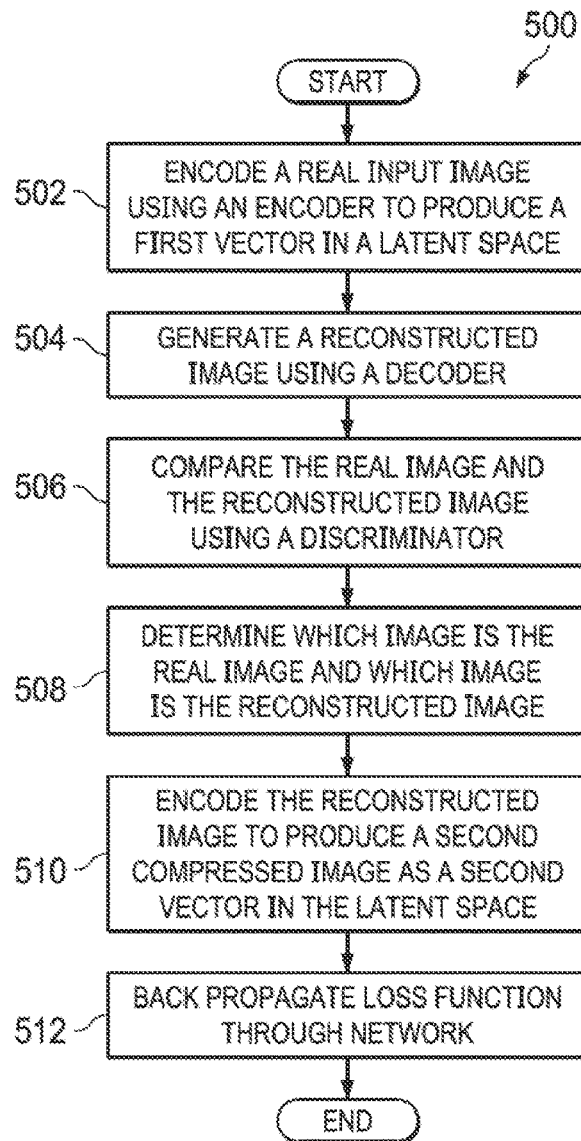 500
START
502
ENCODE A REAL INPUT IMAGE
USING AN ENCODER TO PRODUCE A
FIRST VECTOR IN A LATENT SPACE
504
GENERATE A RECONSTRUCTED
IMAGE USING A DECODER
506
COMPARE THE REAL IMAGE AND
THE RECONSTRUCTED IMAGE
USING A DISCRIMINATOR
508
DETERMINE WHICH IMAGE IS THE
REAL IMAGE AND WHICH IMAGE
IS THE RECONSTRUCTED IMAGE
510
ENCODE THE RECONSTRUCTED
IMAGE TO PRODUCE A SECOND
COMPRESSED IMAGE AS A SECOND
VECTOR IN THE LATENT SPACE
512
BACK PROPAGATE LOSS FUNCTION
THROUGH NETWORK
END